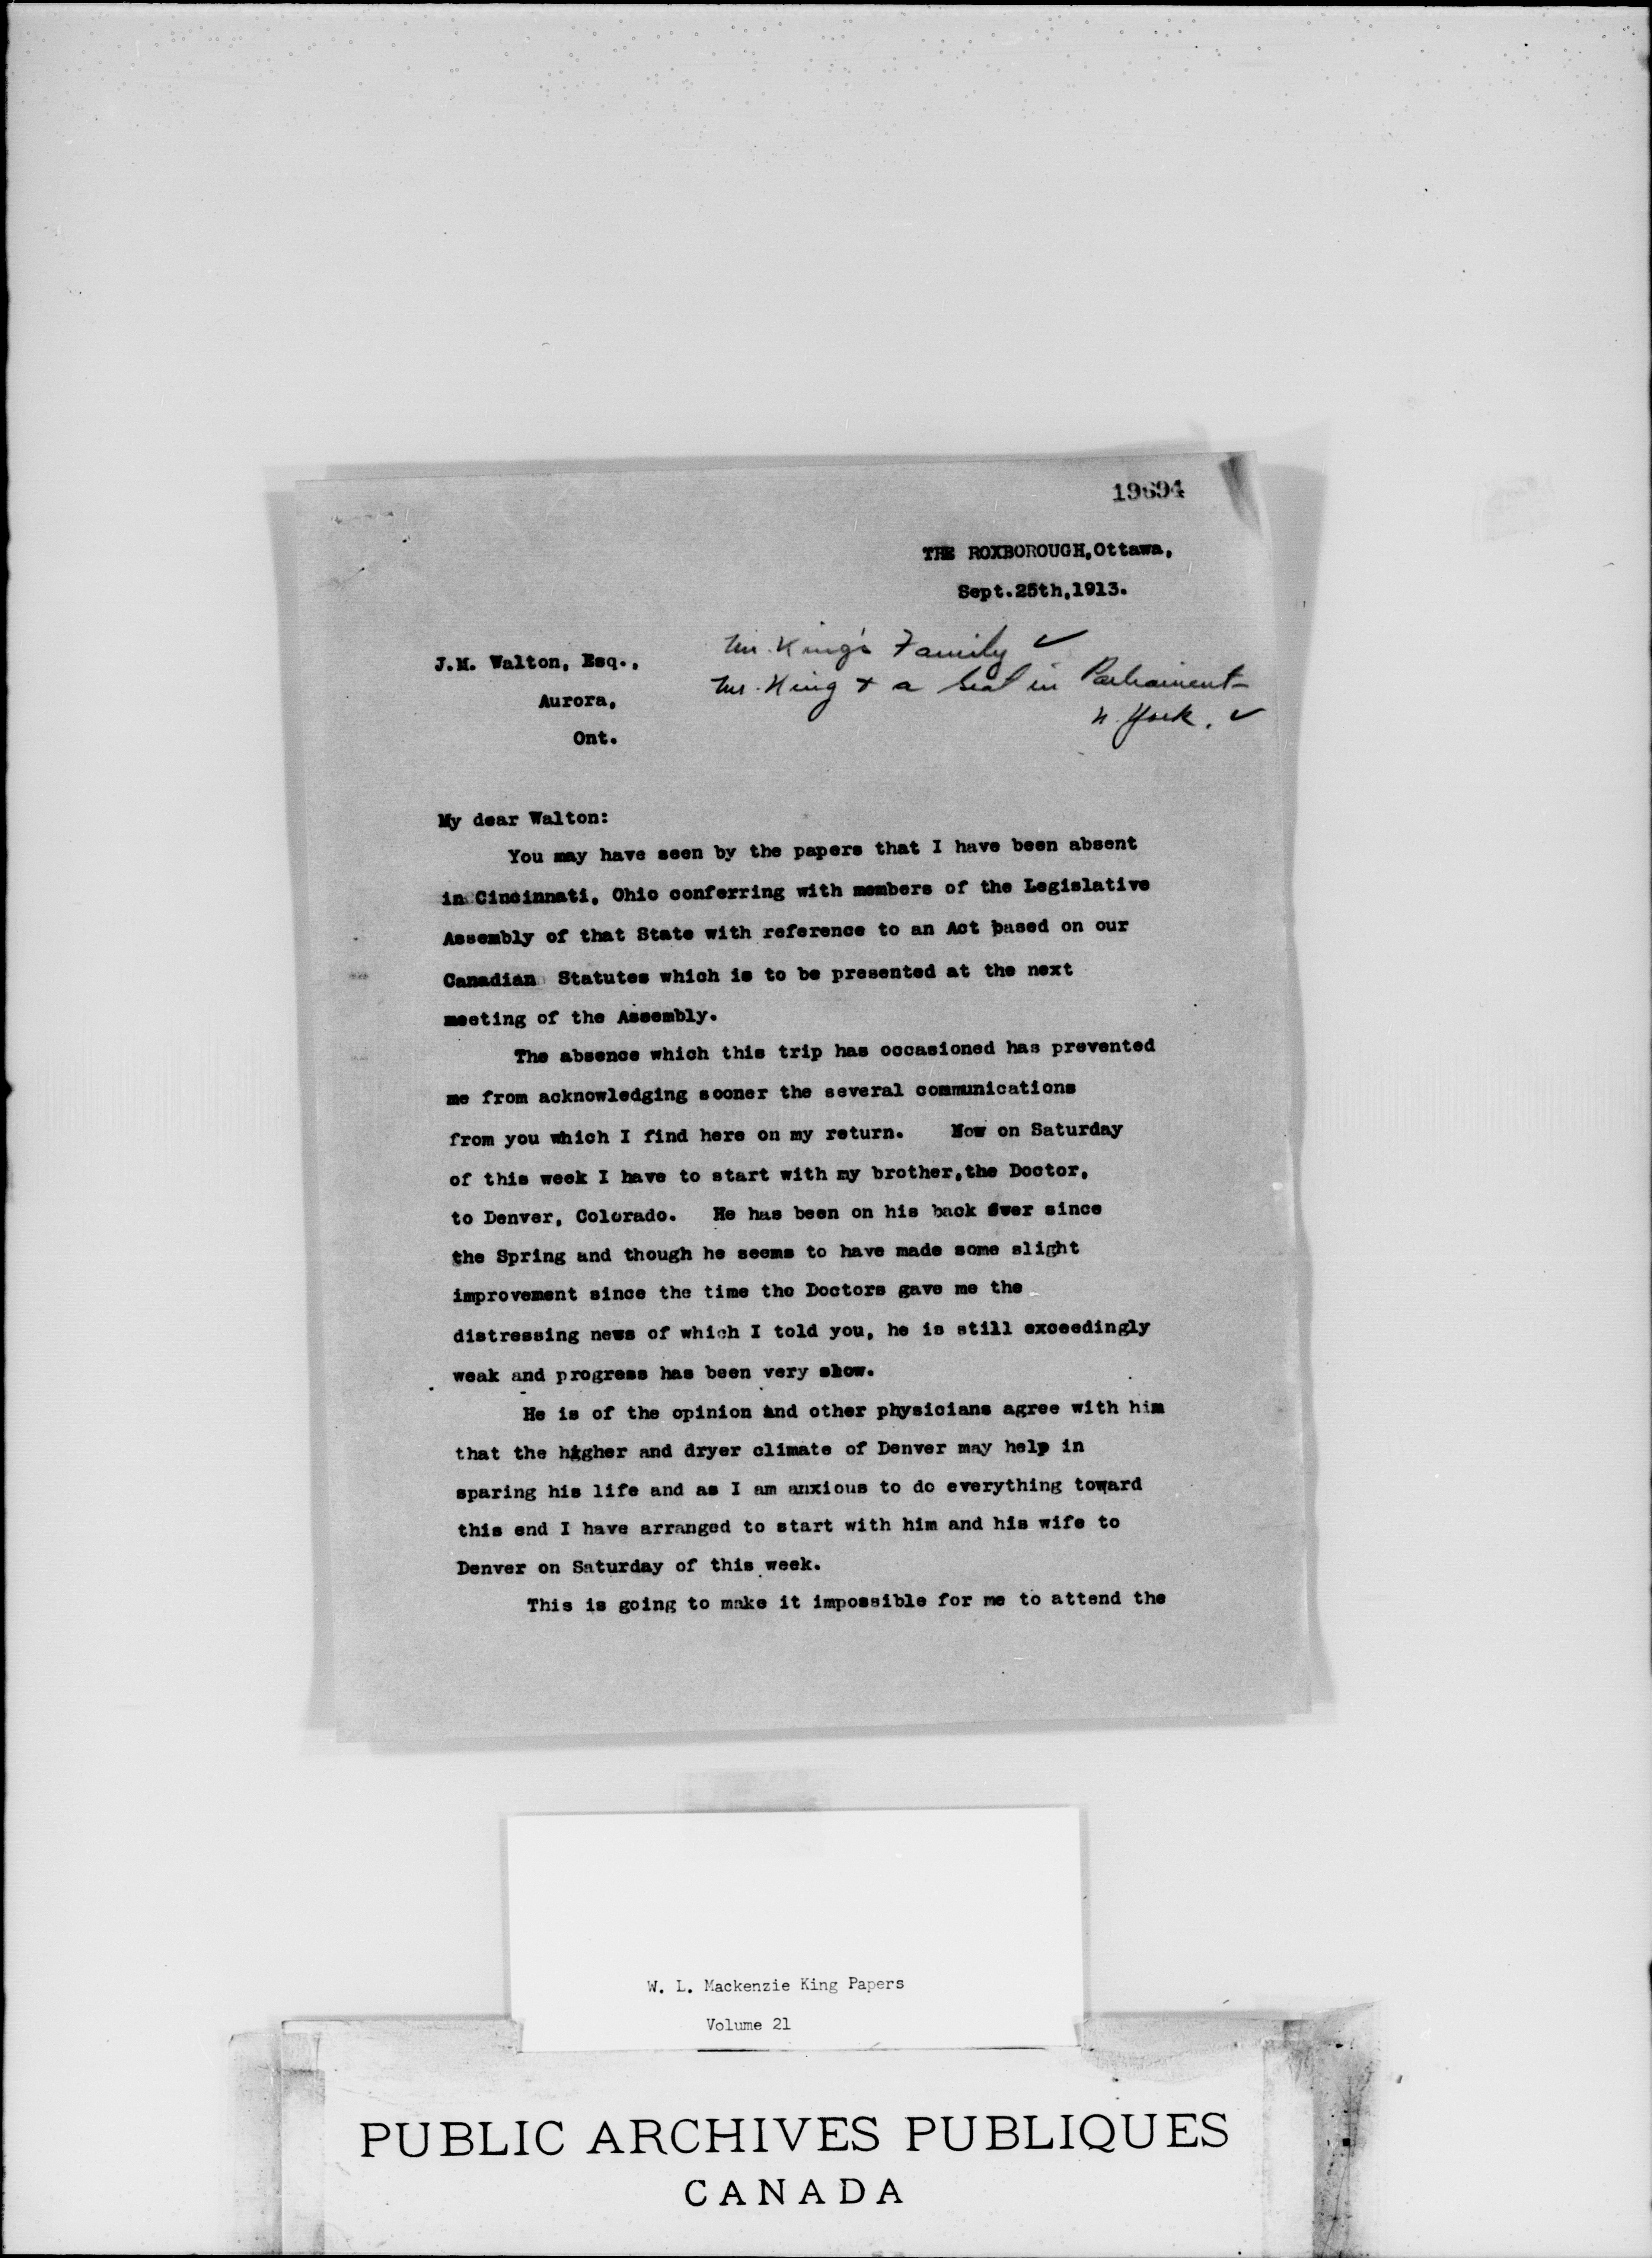 19694
THE ROXBOROUGH,Ottawa,
Sept.25th,1913.
Mr. King's Family ✓
Mr. King & a Seat in Parliament-
N. York. ✓
J.M. Walton, Esq.,
Aurora,
Ont.
My dear Walton:
You may have seen by the papers that I have been absent
in Cincinnati, Ohio conferring with members of the Legislative
Assembly of that State with reference to an Act based on our
Canadian Statutes which is to be presented at the next
meeting of the Assembly.
The absence which this trip has occasioned has prevented
me from acknowledging sooner the several communications
from you which I find here on my return. Now on Saturday
of this week I have to start with my brother,the Doctor,
to Denver, Colorado. He has been on his back ever since
the Spring and though he seems to have made some slight
improvement since the time the Doctors gave me the
distressing news of which I told you, he is still exceedingly
weak and progress has been very show.
He is of the opinion and other physicians agree with him
that the higher and dryer climate of Denver may help in
sparing his life and as I am anxious to do everything toward
this end I have arranged to start with him and his wife to
Denver on Saturday of this week.
This is going to make it impossible for me to attend the
W. L. Mackenzie King Papers
Volume 21
PUBLIC ARCHIVES PUBLIQUES
CANADA